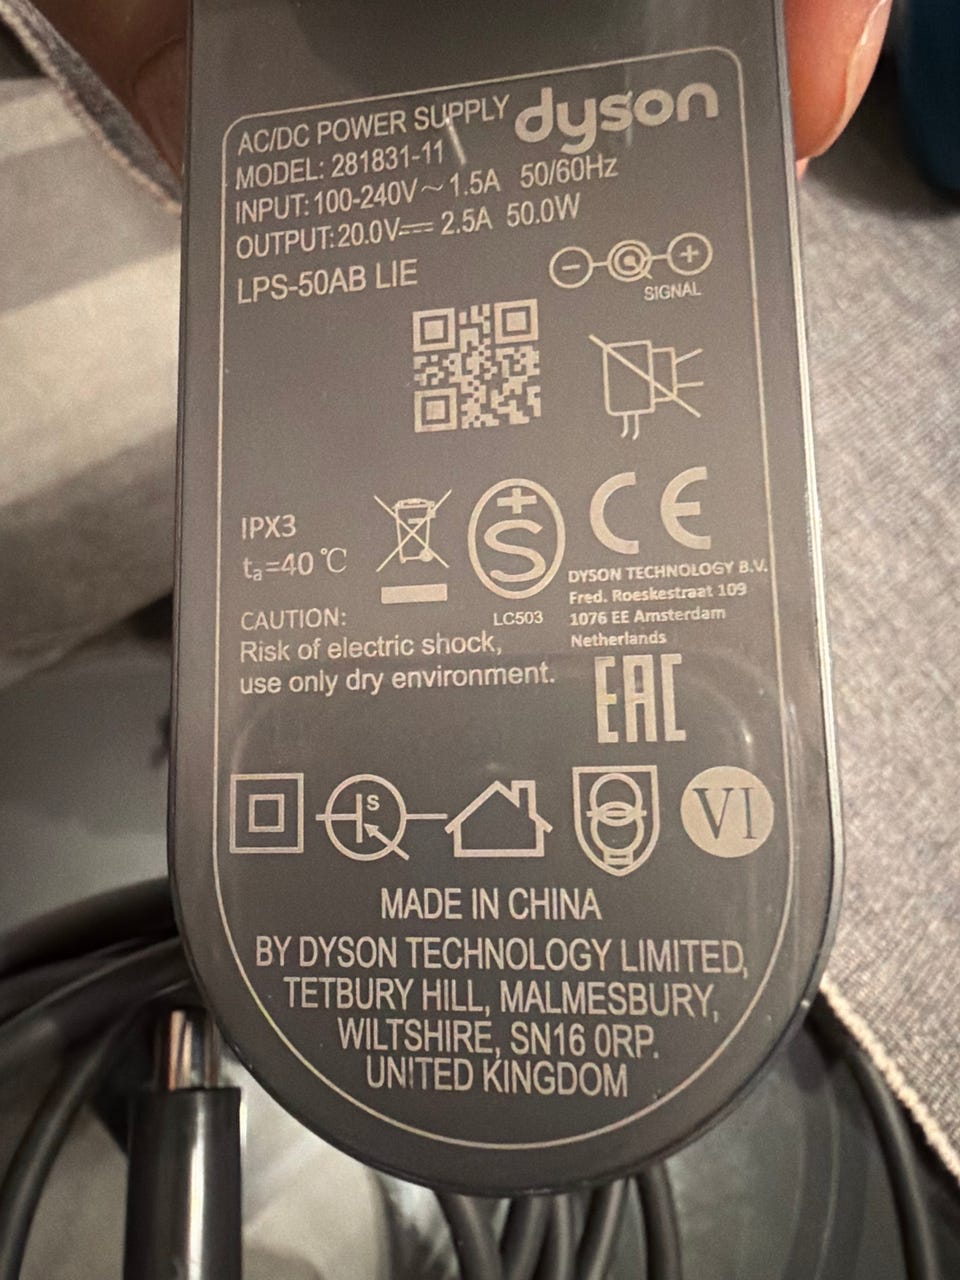 dyson
AC/DC POWER SUPPLY
MODEL: 281831-11
INPUT: 100-240V ~ 1.5A 50/60Hz
OUTPUT: 20.0V⎓ 2.5A 50.0W
LPS-50AB LIE
− +
SIGNAL
IPX3
tₐ=40 ℃
+S
LC503
CE
DYSON TECHNOLOGY B.V.
Fred. Roeskestraat 109
1076 EE Amsterdam
Netherlands
CAUTION:
Risk of electric shock,
use only dry environment.
EAC
S
VI
MADE IN CHINA
BY DYSON TECHNOLOGY LIMITED,
TETBURY HILL, MALMESBURY,
WILTSHIRE, SN16 0RP.
UNITED KINGDOM